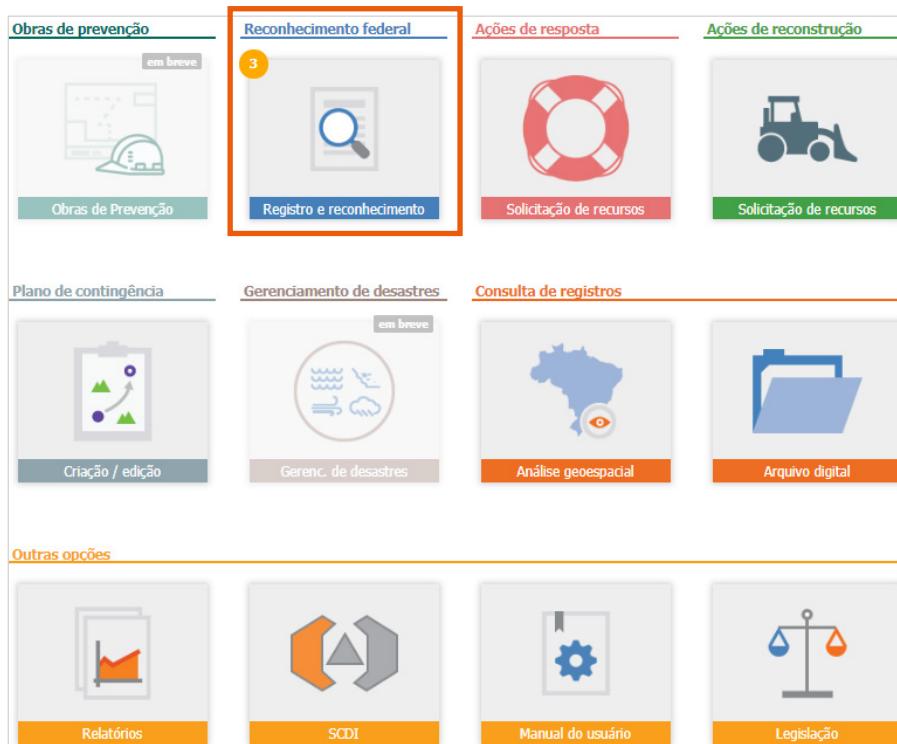 Obras de prevenção
Reconhecimento federal
Ações de resposta
Ações de reconstrução
em breve
3
Obras de Prevenção
Registro e reconhecimento
Solicitação de recursos
Solicitação de recursos
Plano de contingência
Gerenciamento de desastres
Consulta de registros
em breve
Criação / edição
Gerenc. de desastres
Análise geoespacial
Arquivo digital
Outras opções
Relatórios
SCDI
Manual do usuário
Legislação